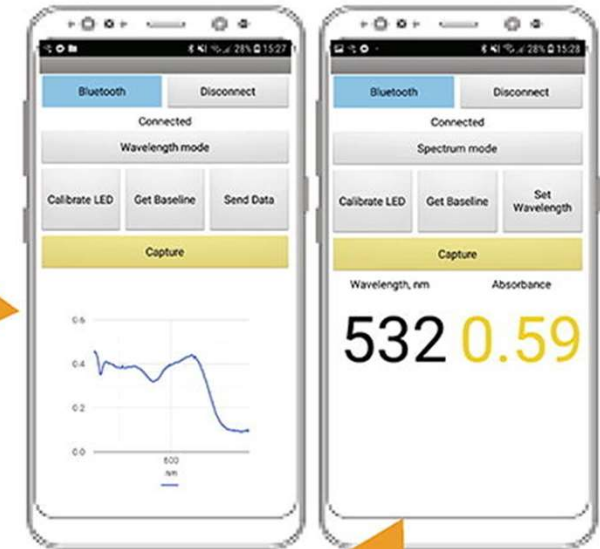 28% 15:27
Bluetooth
Disconnect
Connected
Wavelength mode
Calibrate LED
Get Baseline
Send Data
Capture
0.6
0.4
0.2
0.0
600
nm
28% 15:28
Bluetooth
Disconnect
Connected
Spectrum mode
Calibrate LED
Get Baseline
Set
Wavelength
Capture
Wavelength, nm
Absorbance
532
0.59